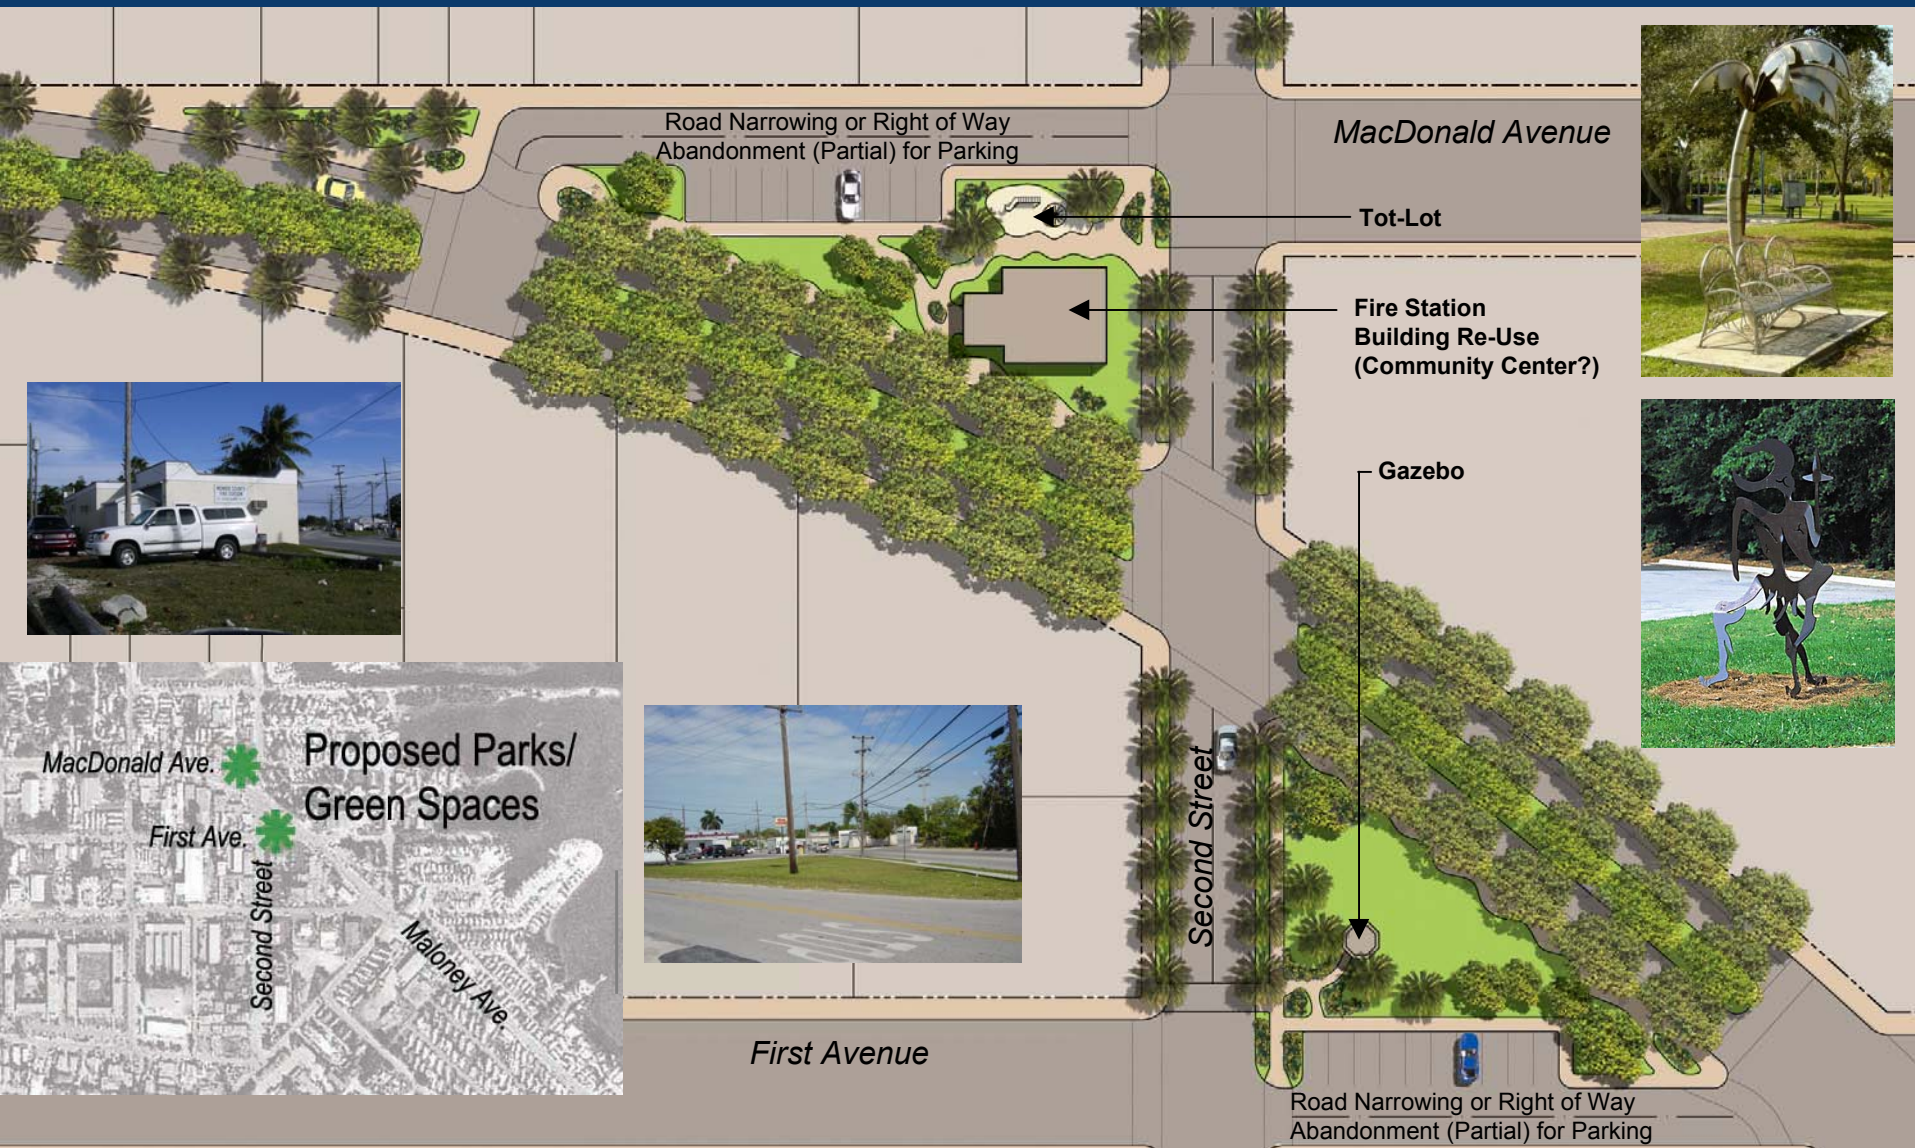 Road Narrowing or Right of Way
Abandonment (Partial) for Parking
MacDonald Avenue
Tot-Lot
Fire Station
Building Re-Use
(Community Center?)
Gazebo
MacDonald Ave.
Proposed Parks/
Green Spaces
First Ave.
Second Street
Maloney Ave.
Second Street
First Avenue
Road Narrowing or Right of Way
Abandonment (Partial) for Parking